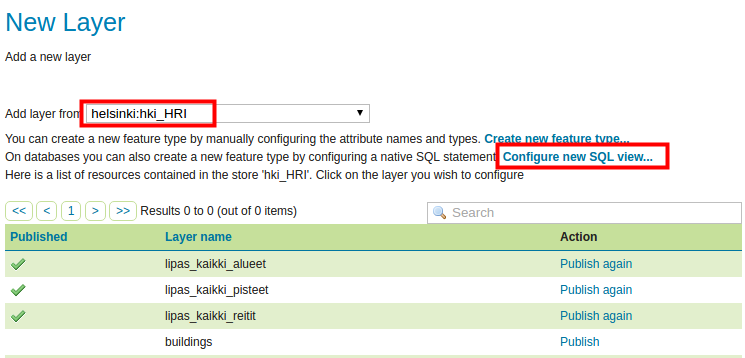 New Layer
Add a new layer
Add layer from helsinki:hki_HRI
You can create a new feature type by manually configuring the attribute names and types. Create new feature type...
On databases you can also create a new feature type by configuring a native SQL statement. Configure new SQL view...
Here is a list of resources contained in the store 'hki_HRI'. Click on the layer you wish to configure
<< < 1 > >> Results 0 to 0 (out of 0 items) Search
Published Layer name Action
lipas_kaikki_alueet Publish again
lipas_kaikki_pisteet Publish again
lipas_kaikki_reitit Publish again
buildings Publish